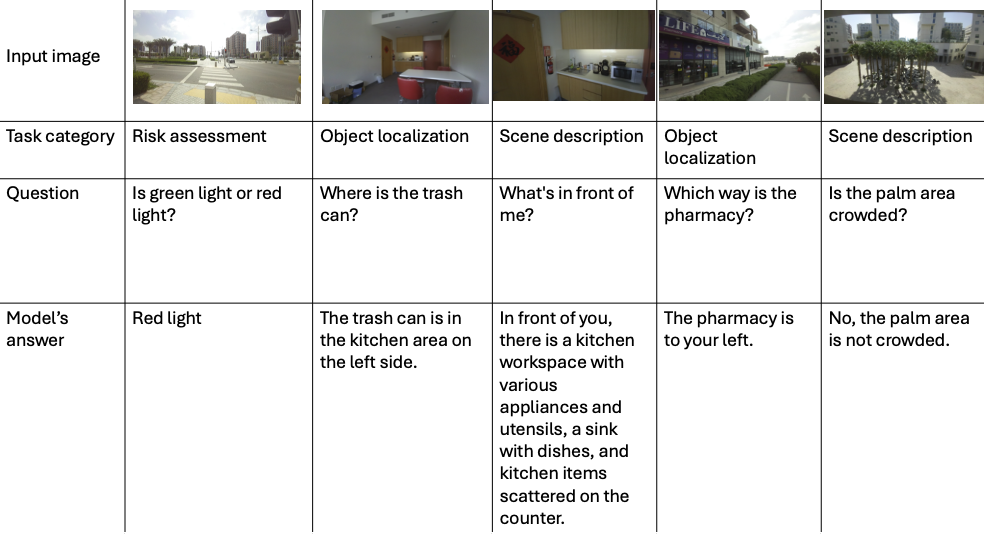 Input image
LIFE
Task category
Risk assessment
Object localization
Scene description
Object
localization
Scene description
Question
Is green light or red
light?
Where is the trash
can?
What's in front of
me?
Which way is the
pharmacy?
Is the palm area
crowded?
Model’s
answer
Red light
The trash can is in
the kitchen area on
the left side.
In front of you,
there is a kitchen
workspace with
various
appliances and
utensils, a sink
with dishes, and
kitchen items
scattered on the
counter.
The pharmacy is
to your left.
No, the palm area
is not crowded.